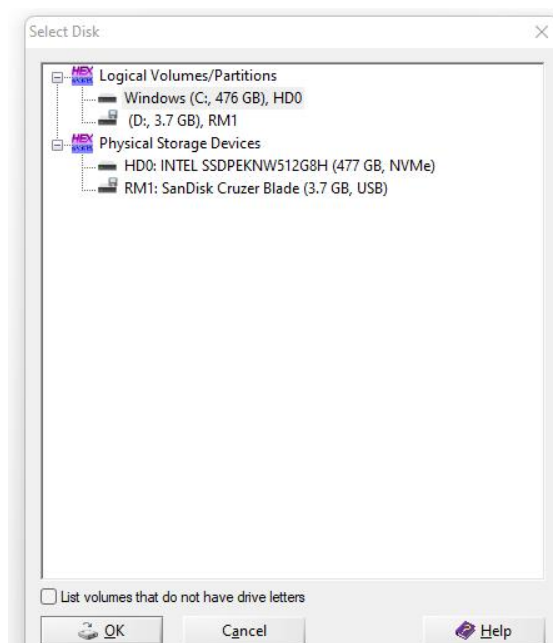 Select Disk
Logical Volumes/Partitions
Windows (C:, 476 GB), HD0
(D:, 3.7 GB), RM1
Physical Storage Devices
HD0: INTEL SSDPEKNW512G8H (477 GB, NVMe)
RM1: SanDisk Cruzer Blade (3.7 GB, USB)
List volumes that do not have drive letters
OK Cancel Help